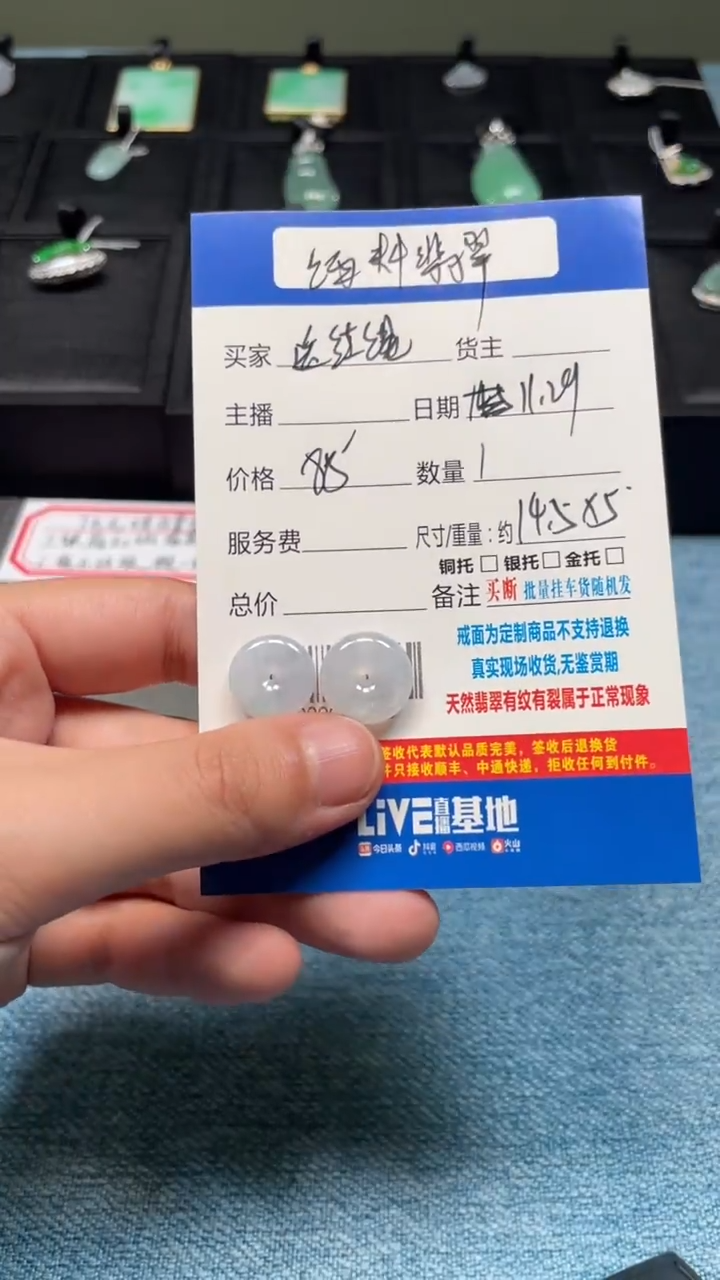 缅料翡翠
买家 货主
主播 日期 11.29
价格 85 数量 1
服务费 尺寸/重量：约 14.5X5
铜托 □ 银托 □ 金托 □
总价 备注 买断 批量挂车货随机发
戒面为定制商品不支持退换
真实现场收货,无鉴赏期
天然翡翠有纹有裂属于正常现象
签收代表默认品质完美，签收后退换货
只接收顺丰、中通快递，拒收任何到付件。
LIVE直播基地
今日头条 抖音 西瓜视频 火山